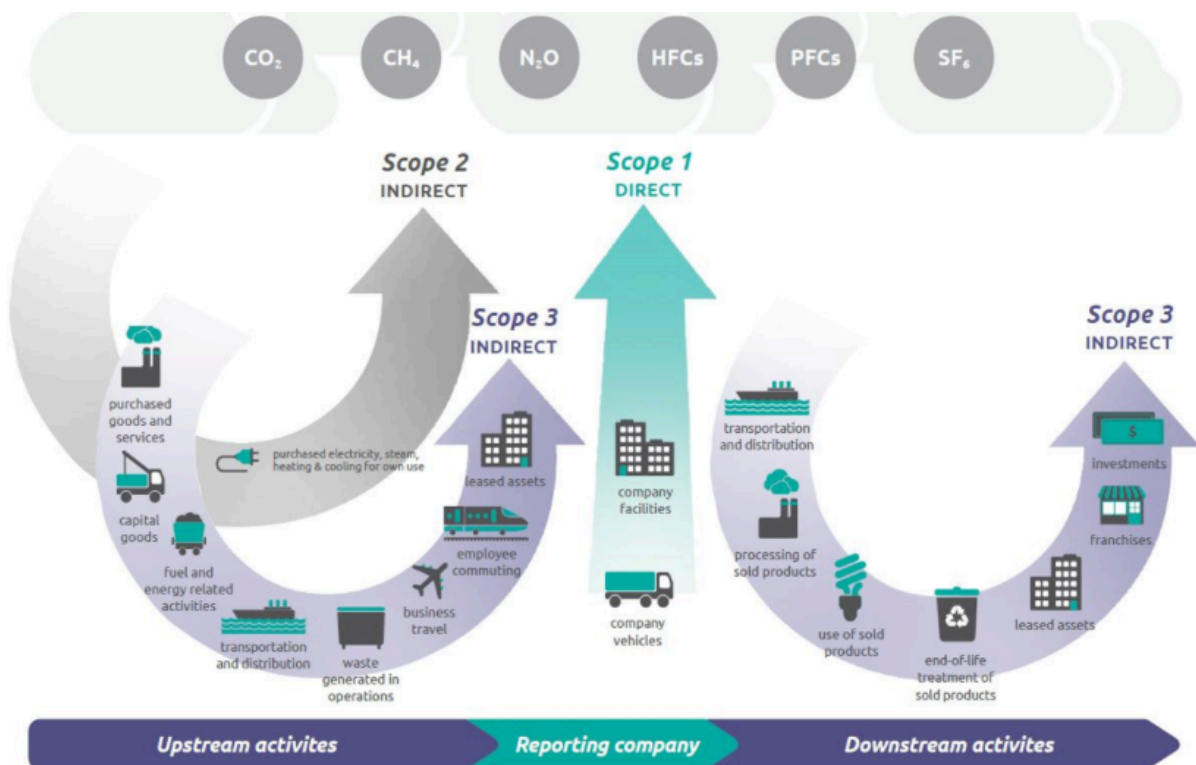 CO₂
CH₄
N₂O
HFCs
PFCs
SF₆
Scope 2
INDIRECT
Scope 1
DIRECT
Scope 3
INDIRECT
Scope 3
INDIRECT
purchased
goods and
services
purchased electricity, steam,
heating & cooling for own use
capital
goods
fuel and
energy related
activities
transportation
and distribution
waste
generated in
operations
business
travel
employee
commuting
leased assets
company
facilities
company
vehicles
transportation
and distribution
processing of
sold products
use of sold
products
end-of-life
treatment of
sold products
leased assets
franchises
$
investments
Upstream activites
Reporting company
Downstream activites